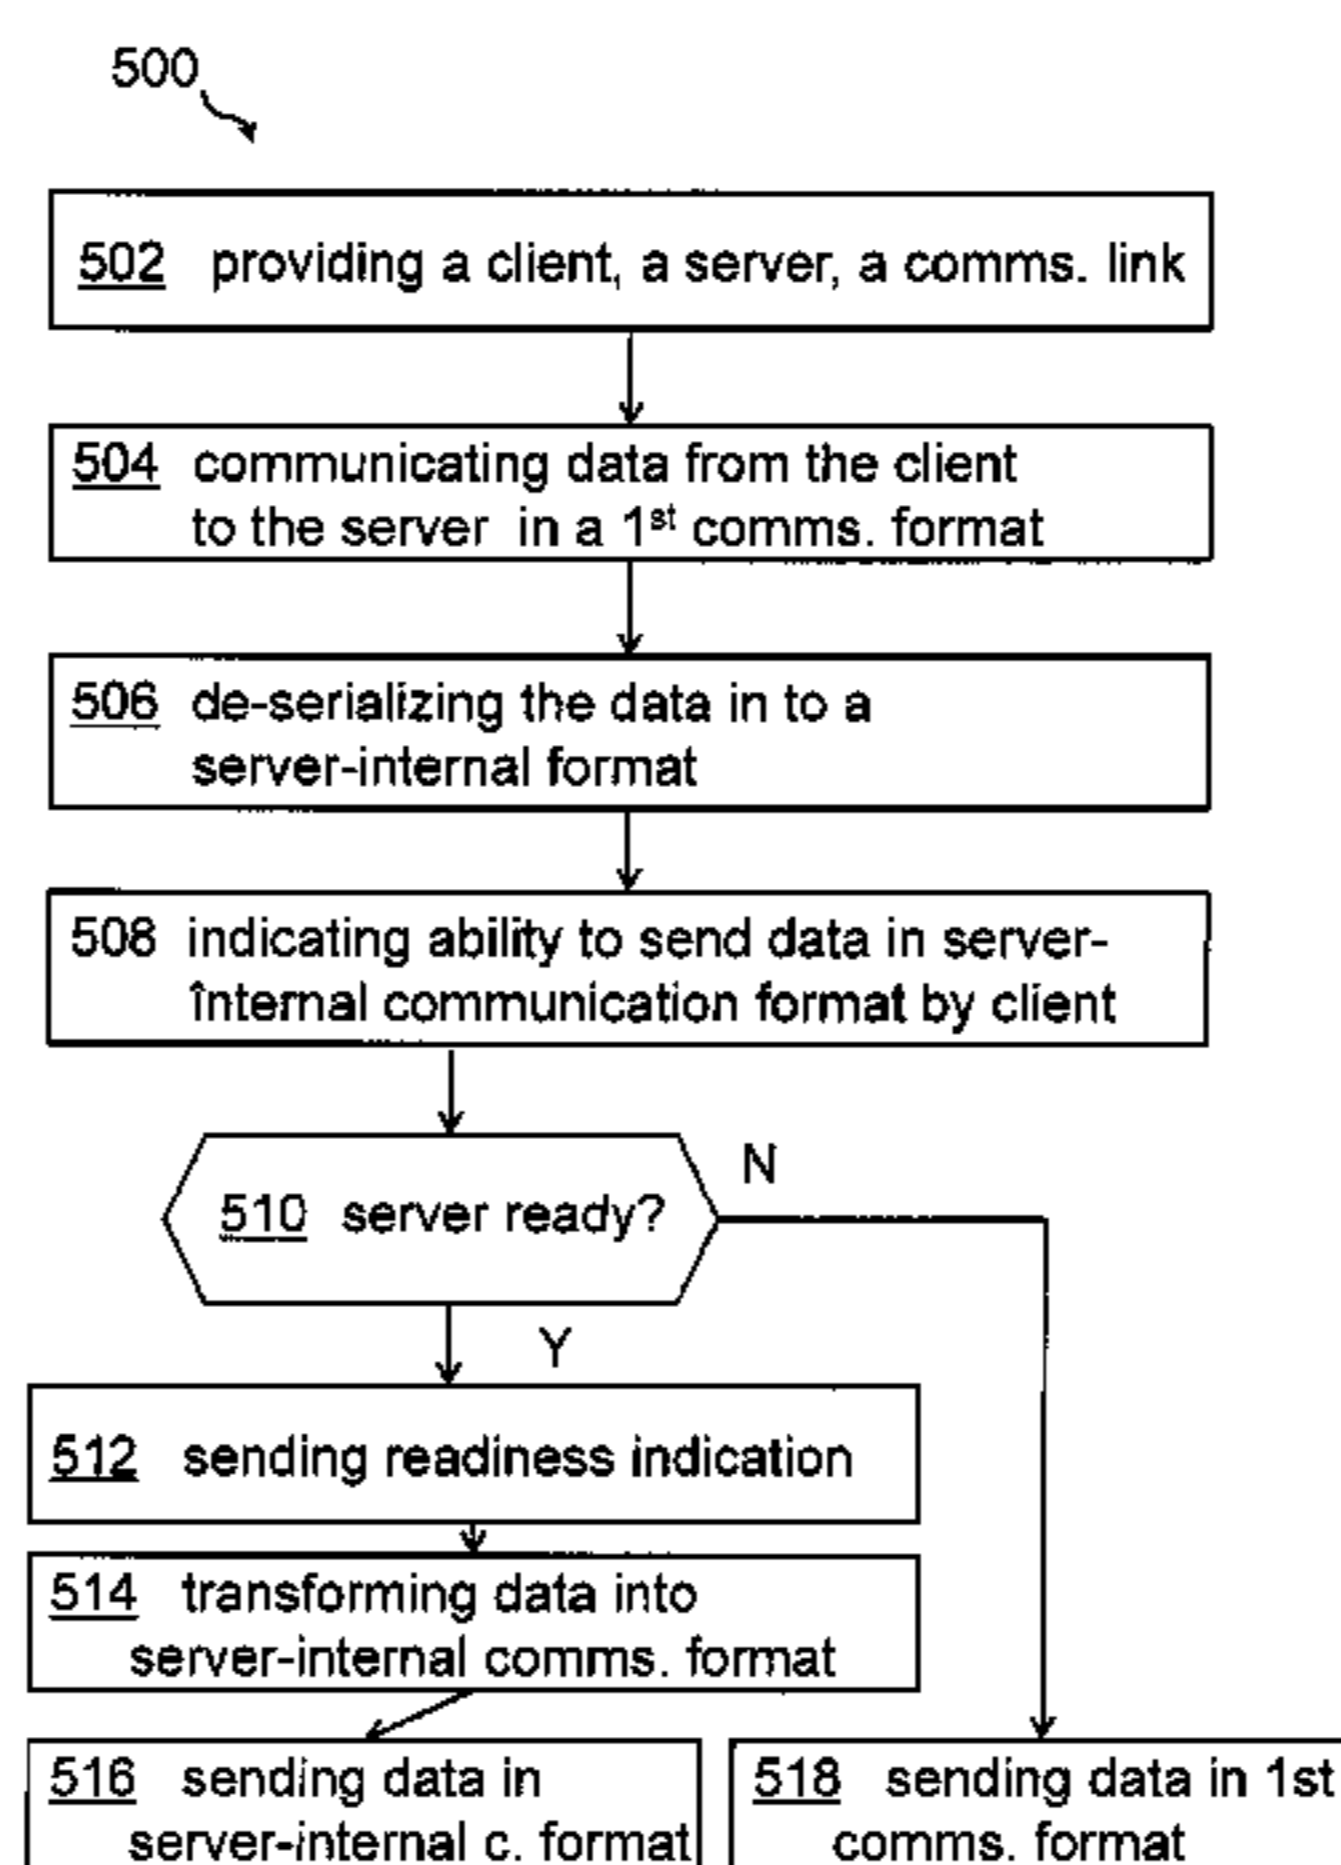 500
502 providing a client, a server, a comms. link
504 communicating data from the client
to the server in a 1st comms. format
506 de-serializing the data in to a
server-internal format
508 indicating ability to send data in server-
internal communication format by client
510 server ready?
N
Y
512 sending readiness indication
514 transforming data into
server-internal comms. format
516 sending data in
server-internal c. format
518 sending data in 1st
comms. format